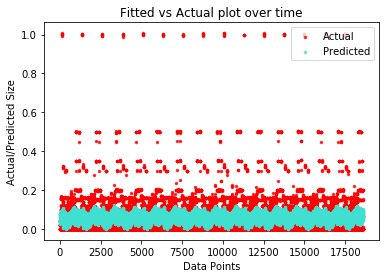 Fitted vs Actual plot over time
Actual
Predicted
Actual/Predicted Size
1.0
0.8
0.6
0.4
0.2
0.0
0 2500 5000 7500 10000 12500 15000 17500
Data Points